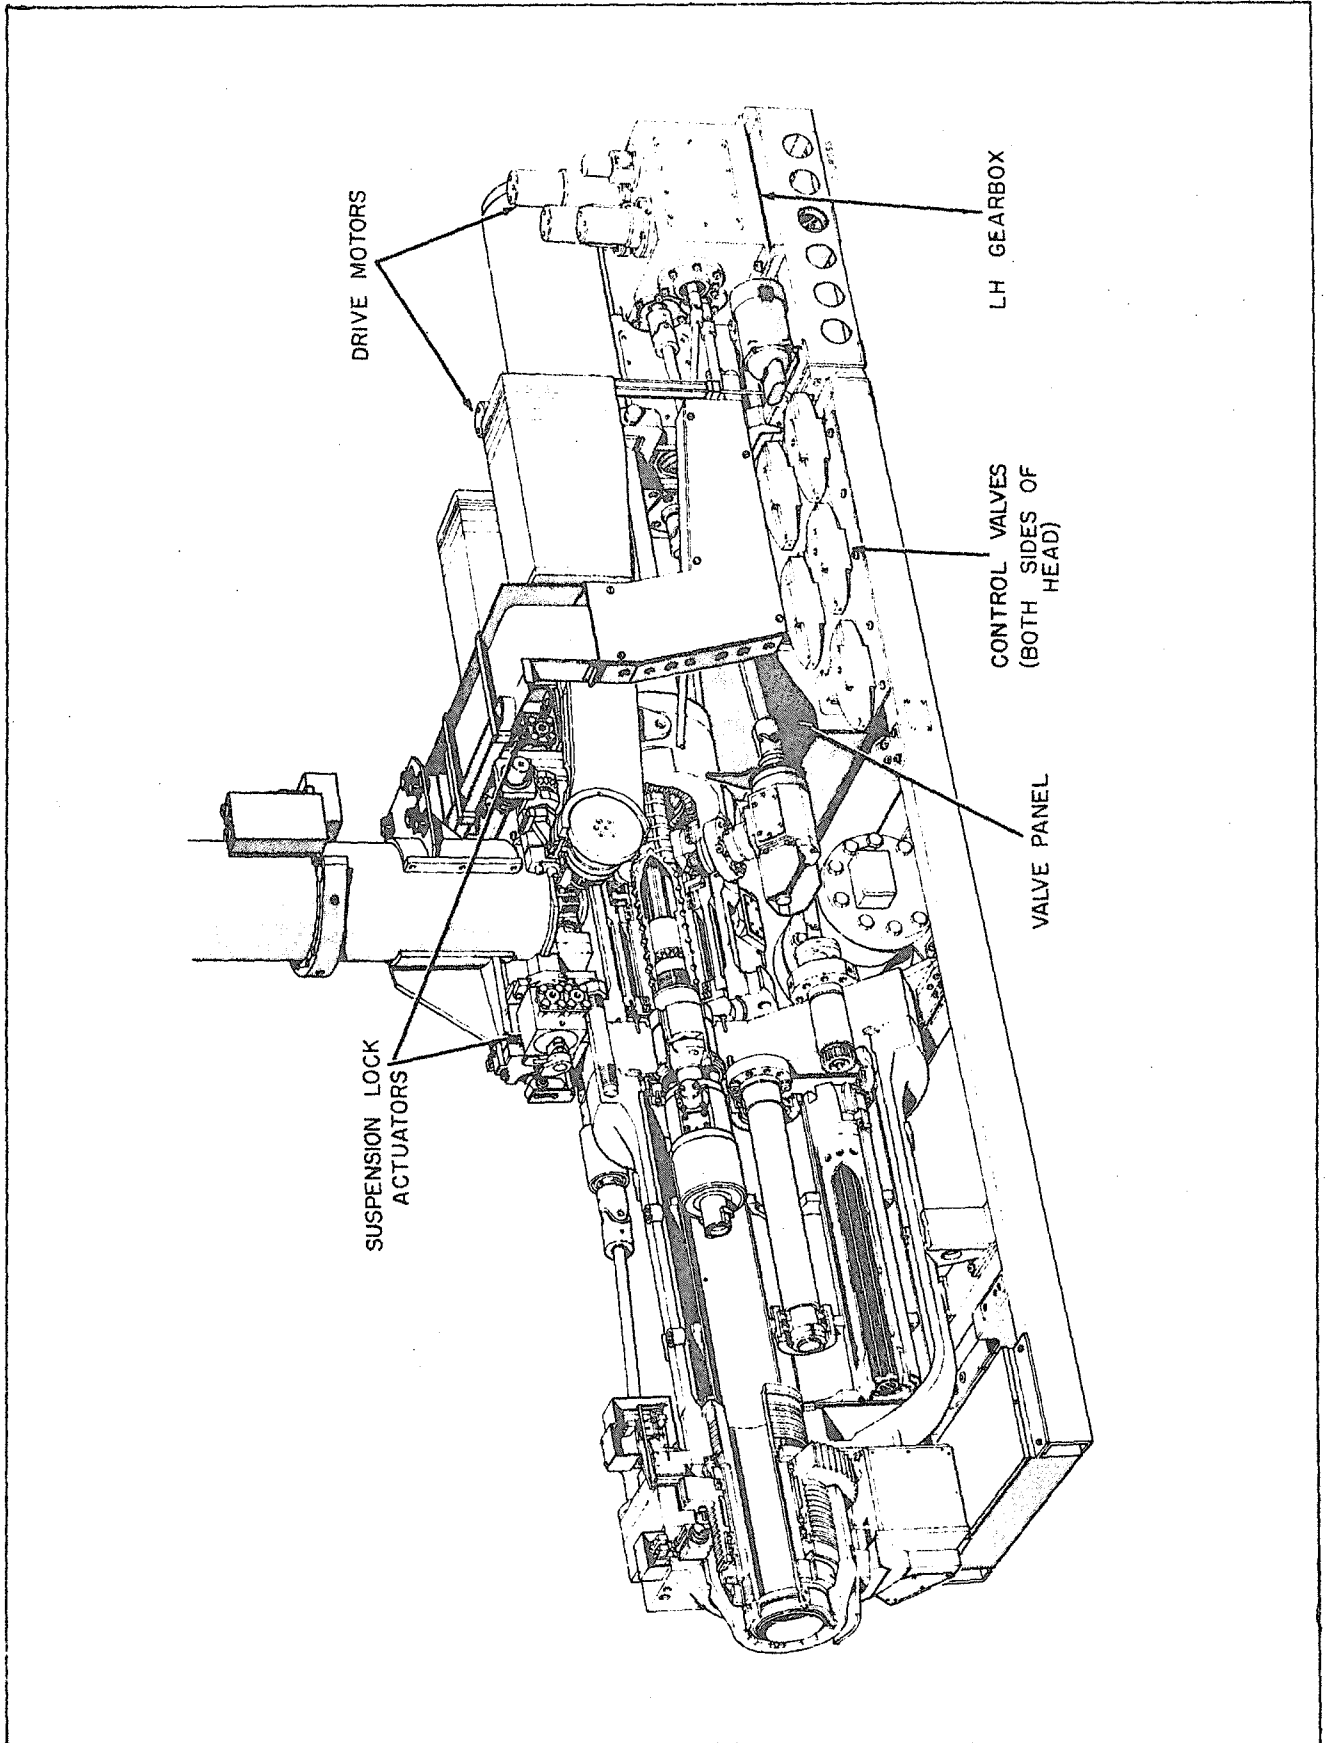 DRIVE MOTORS
SUSPENSION LOCK
ACTUATORS
LH GEARBOX
CONTROL VALVES
(BOTH SIDES OF
HEAD)
VALVE PANEL